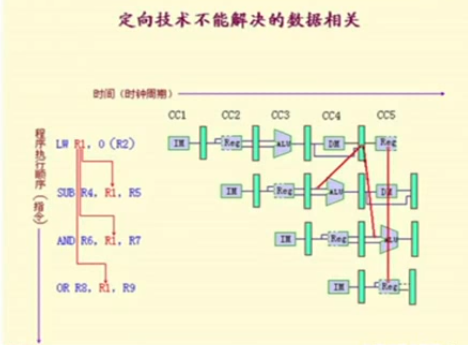 定向技术不能解决的数据相关
时间（时钟周期）
CC1 CC2 CC3 CC4 CC5
程序执行顺序（指令）
LW R1, 0 (R2)
IM Reg ALU DM Reg
SUB R4, R1, R5
IM Reg ALU DM
AND R6, R1, R7
IM Reg ALU
OR R8, R1, R9
IM Reg